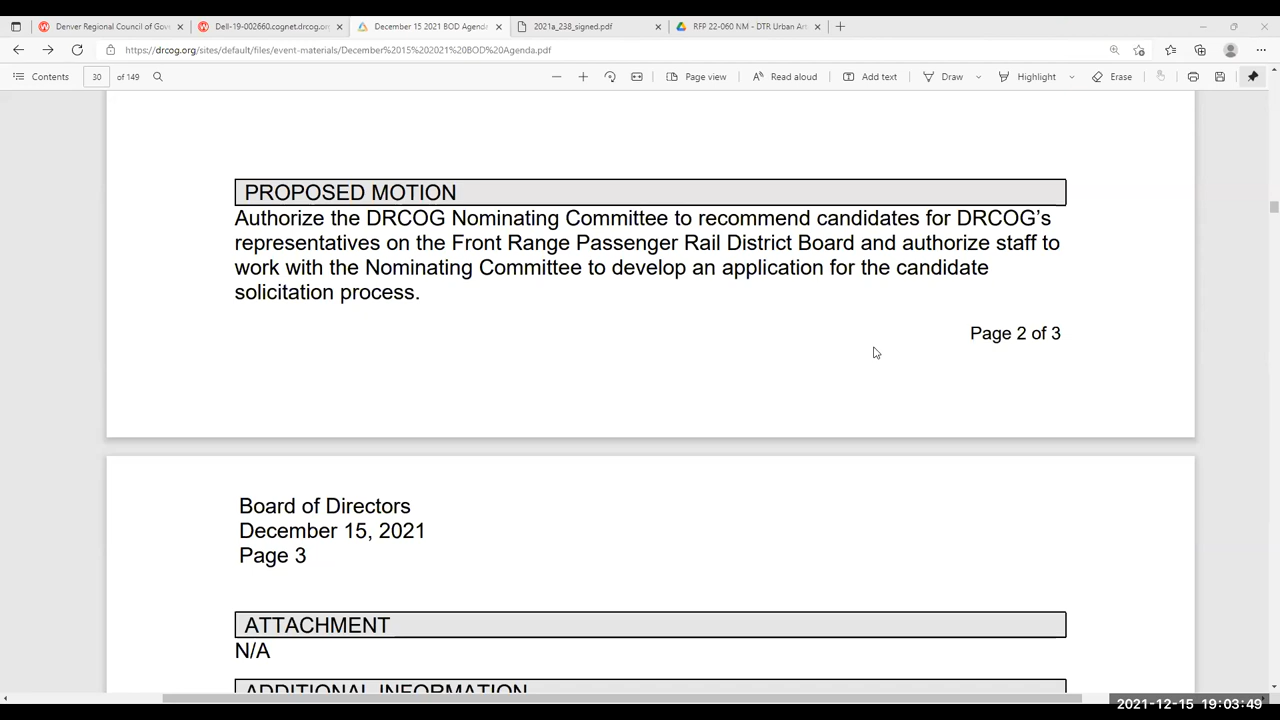 Denver Regional Council of Gove
Dell-19-002660.cognet.drcog.org
December 15 2021 BOD Agenda
2021a_238_signed.pdf
RFP 22-060 NM - DTR Urban Ar
https://drcog.org/sites/default/files/event-materials/December%2015%202021%20BOD%20Agenda.pdf
Contents 30 of 149 Page view Read aloud Add text Draw Highlight Erase
PROPOSED MOTION
Authorize the DRCOG Nominating Committee to recommend candidates for DRCOG’s
representatives on the Front Range Passenger Rail District Board and authorize staff to
work with the Nominating Committee to develop an application for the candidate
solicitation process.
Page 2 of 3
Board of Directors
December 15, 2021
Page 3
ATTACHMENT
N/A
ADDITIONAL INFORMATION
2021-12-15 19:03:49